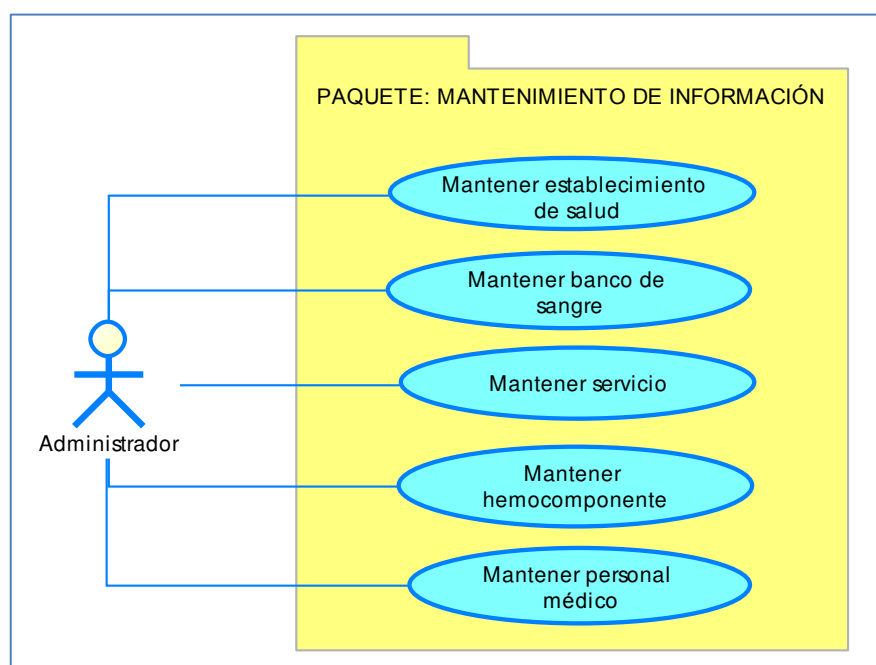 PAQUETE: MANTENIMIENTO DE INFORMACIÓN
Mantener establecimiento
de salud
Mantener banco de
sangre
Mantener servicio
Administrador
Mantener
hemocomponente
Mantener personal
médico